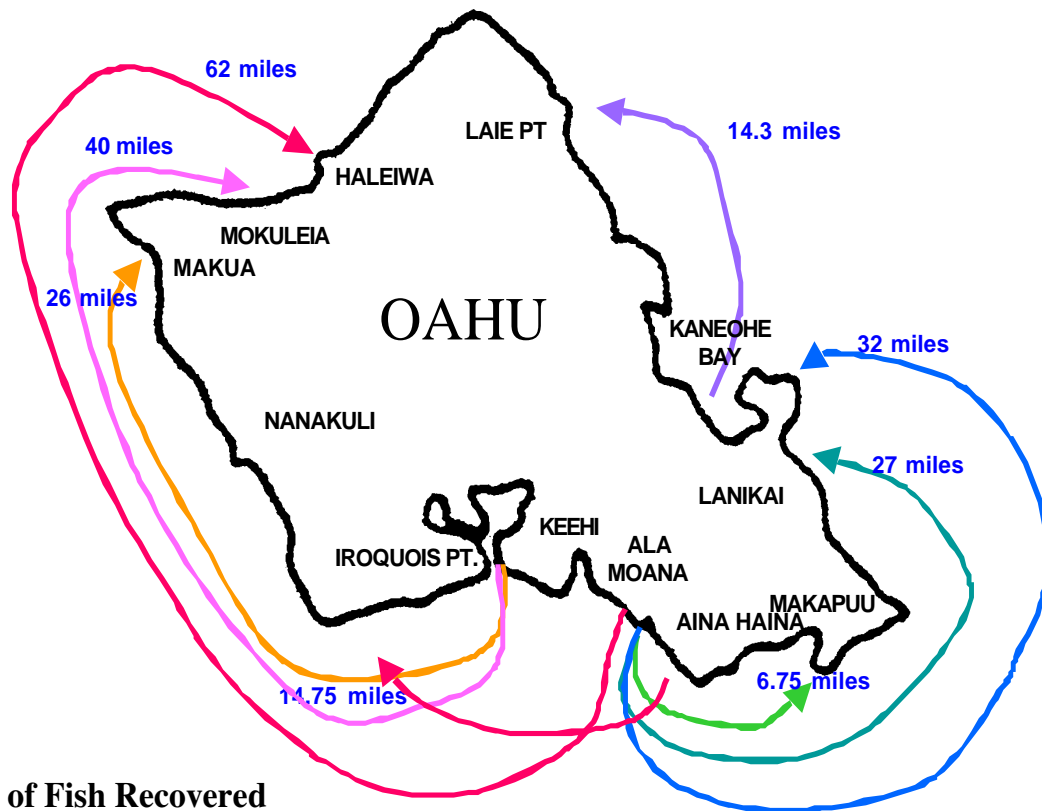 62 miles
LAIE PT
14.3 miles
40 miles
HALEIWA
MOKULEIA
MAKUA
26 miles
OAHU
KANEOHE
BAY
32 miles
NANAKULI
27 miles
LANIKAI
KEEHI
IROQUOIS PT.
ALA
MOANA
MAKAPUU
AINA HAINA
14.75 miles
6.75 miles
of Fish Recovered